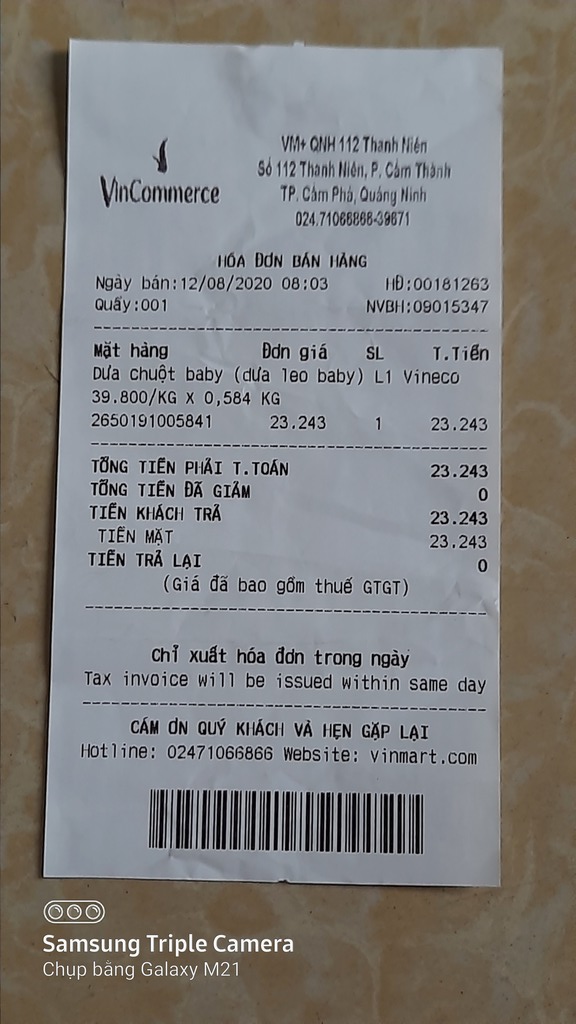 VinCommerce
VM+ QNH 112 Thanh Niên
Số 112 Thanh Niên, P. Cẩm Thành
TP. Cẩm Phả, Quảng Ninh
024.71066866-39671
HÓA ĐƠN BÁN HÀNG
Ngày bán:12/08/2020 08:03 HĐ:00181263
Quầy:001 NVBH:09015347
Mặt hàng Đơn giá SL T.Tiền
Dưa chuột baby (dưa leo baby) L1 Vineco
39.800/KG X 0,584 KG
2650191005841 23.243 1 23.243
TỔNG TIỀN PHẢI T.TOÁN 23.243
TỔNG TIỀN ĐÃ GIẢM 0
TIỀN KHÁCH TRẢ 23.243
TIỀN MẶT 23.243
TIỀN TRẢ LẠI 0
(Giá đã bao gồm thuế GTGT)
Chỉ xuất hóa đơn trong ngày
Tax invoice will be issued within same day
CẢM ƠN QUÝ KHÁCH VÀ HẸN GẶP LẠI
Hotline: 02471066866 Website: vinmart.com
Samsung Triple Camera
Chụp bằng Galaxy M21